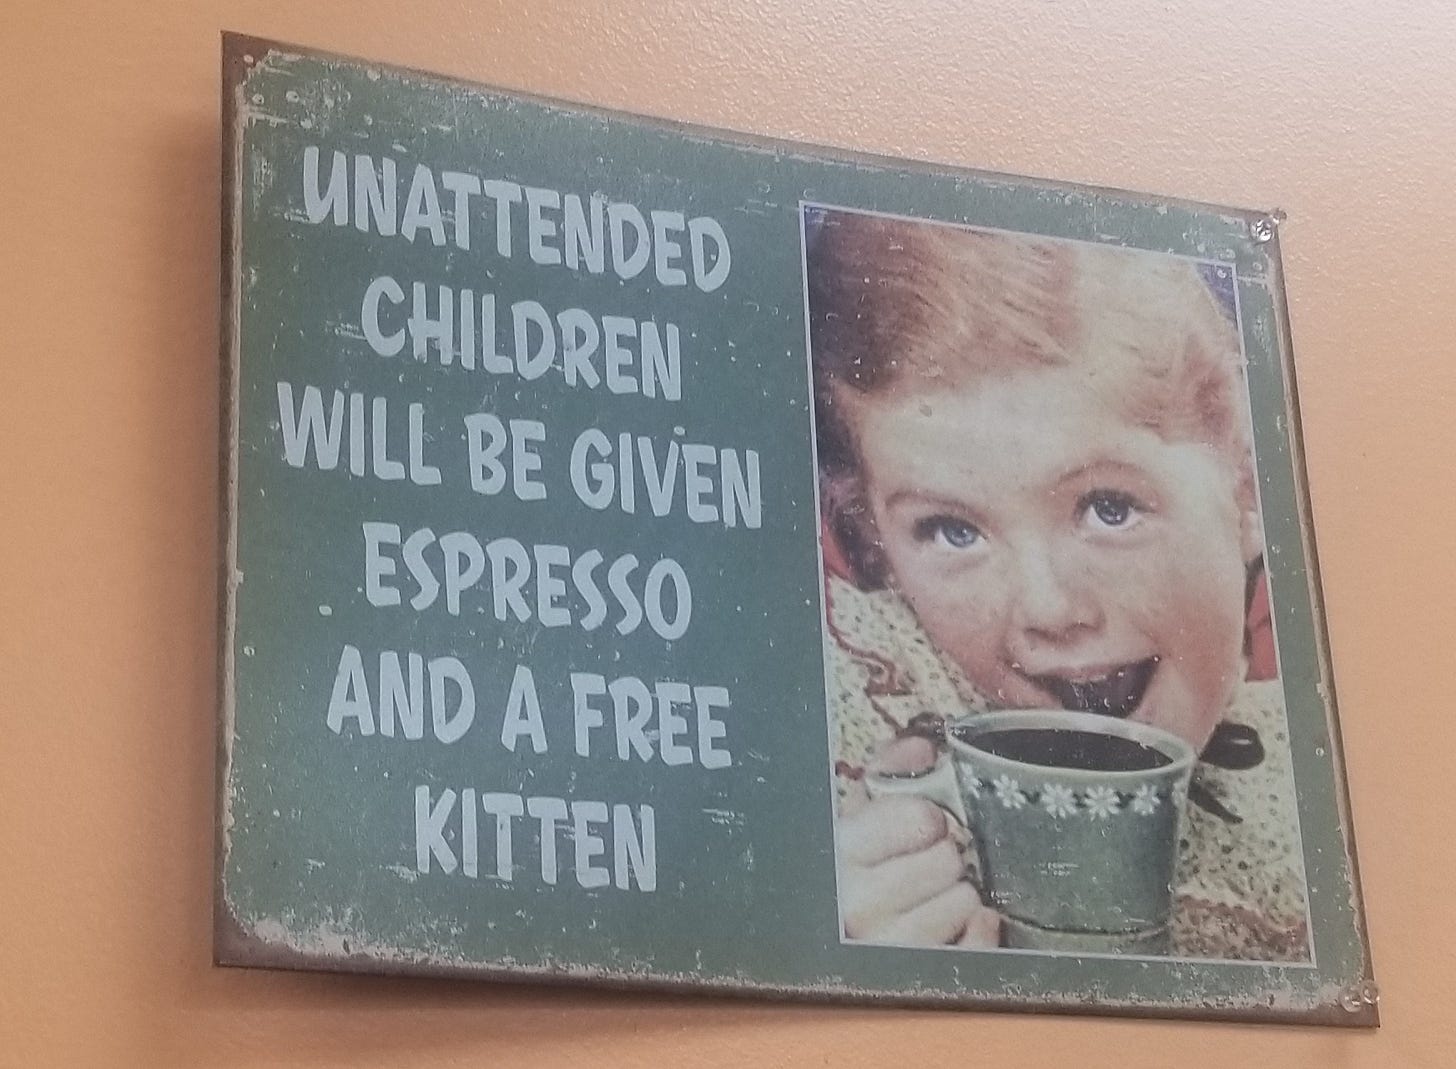 UNATTENDED
CHILDREN
WILL BE GIVEN
ESPRESSO
AND A FREE
KITTEN